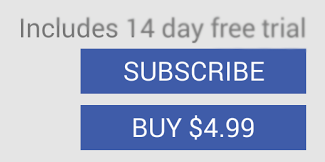 Includes 14 day free trial
SUBSCRIBE
BUY $4.99